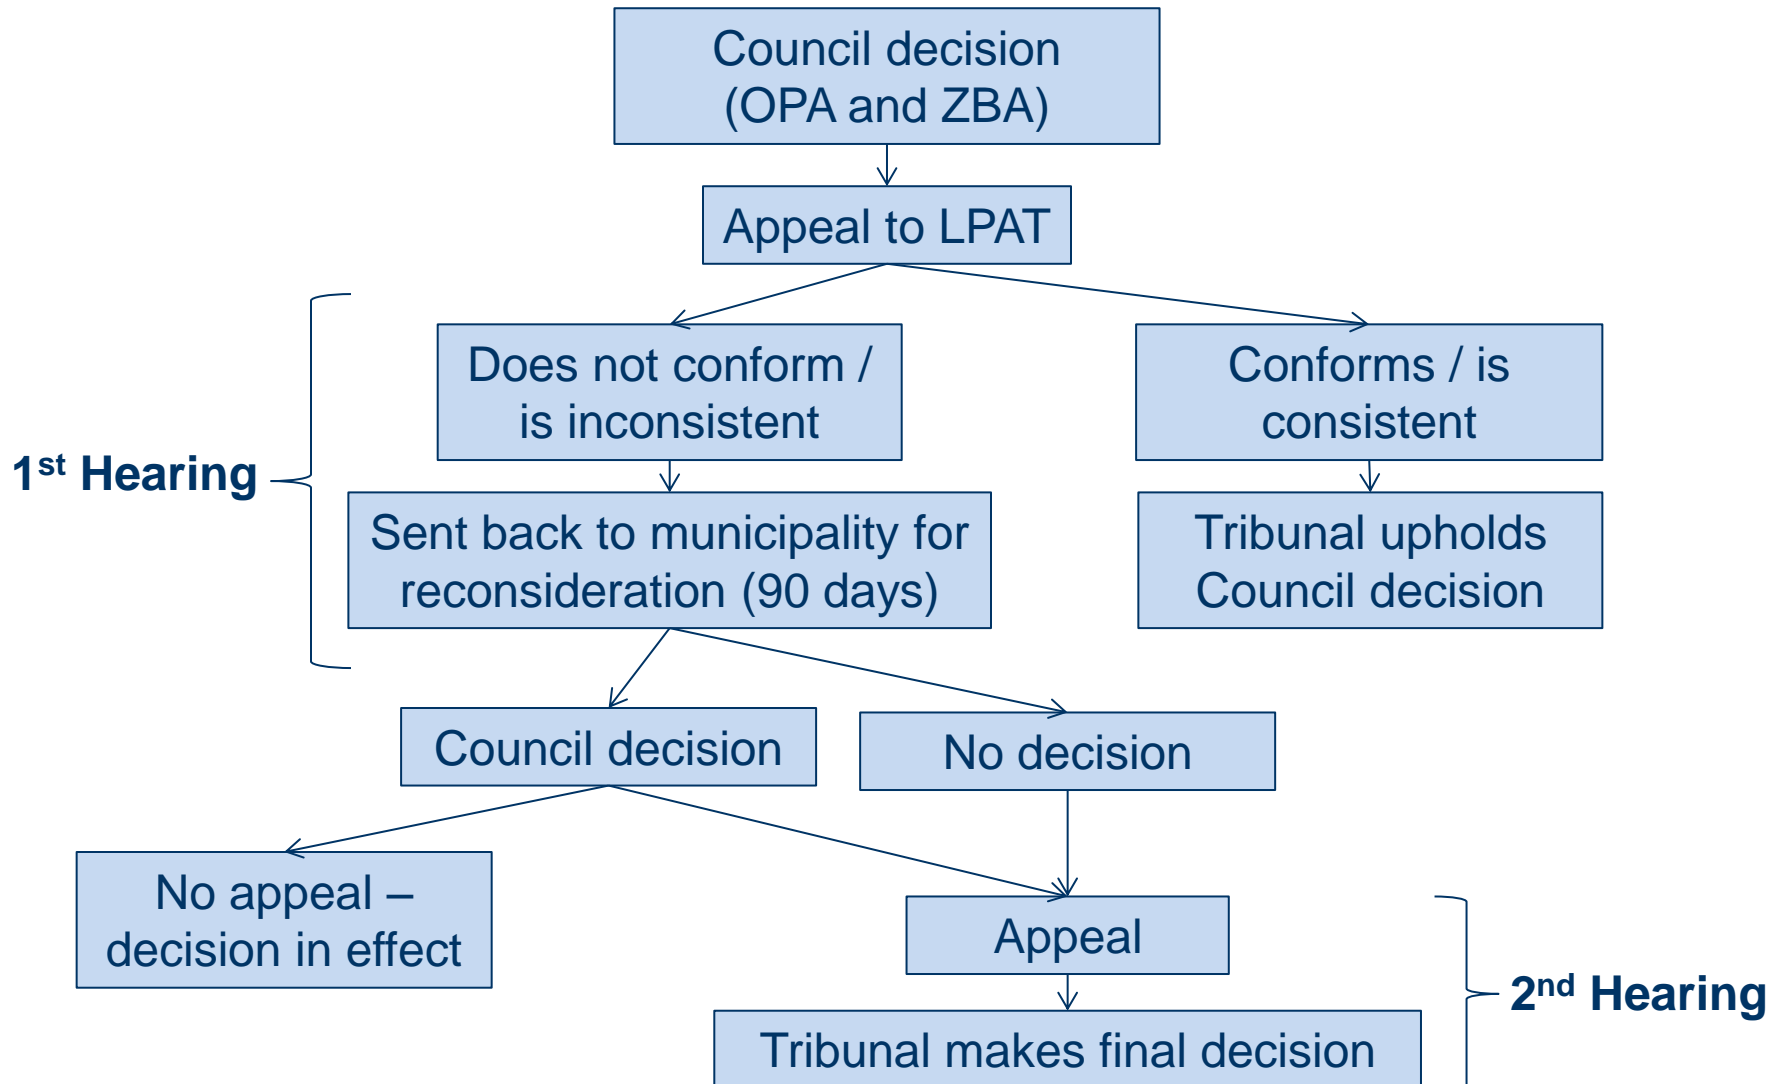 Council decision
(OPA and ZBA)
Appeal to LPAT
Does not conform /
is inconsistent
Conforms / is
consistent
1st Hearing
Sent back to municipality for
reconsideration (90 days)
Tribunal upholds
Council decision
Council decision
No decision
No appeal –
decision in effect
Appeal
2nd Hearing
Tribunal makes final decision